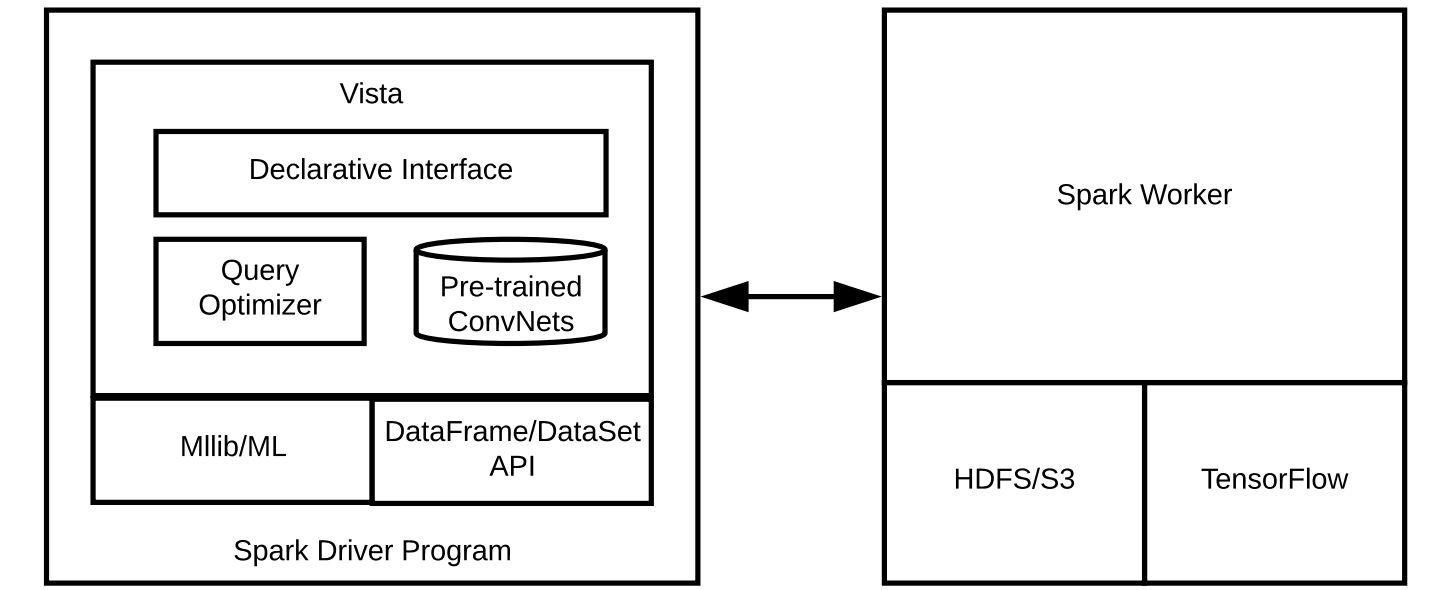 Vista
Declarative Interface
Query
Optimizer
Pre-trained
ConvNets
Mllib/ML
DataFrame/DataSet
API
Spark Driver Program
Spark Worker
HDFS/S3
TensorFlow